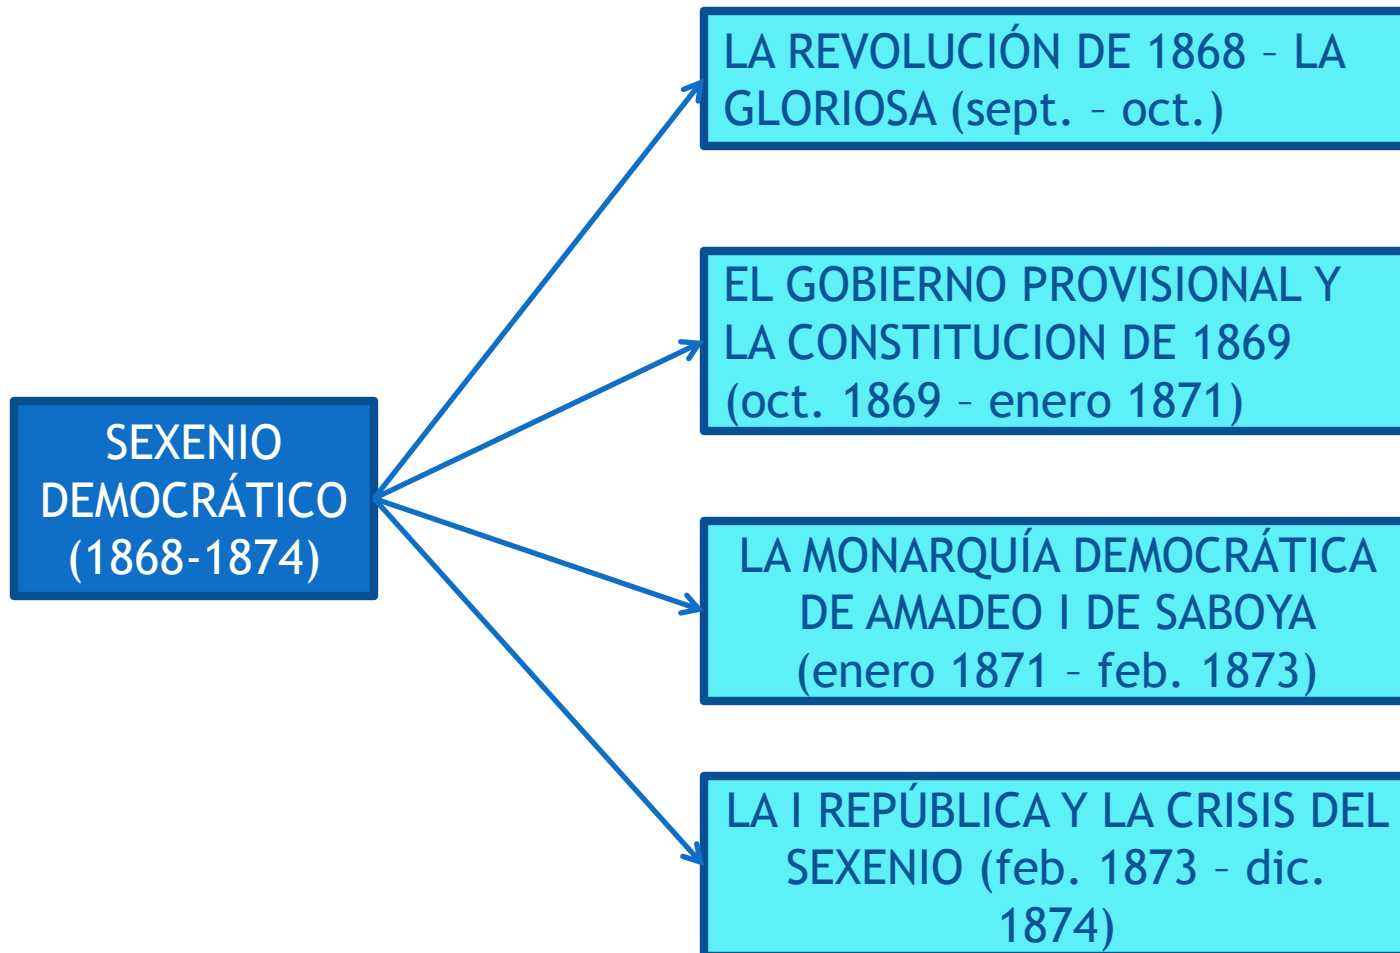 SEXENIO
DEMOCRÁTICO
(1868-1874)
LA REVOLUCIÓN DE 1868 – LA
GLORIOSA (sept. – oct.)
EL GOBIERNO PROVISIONAL Y
LA CONSTITUCION DE 1869
(oct. 1869 – enero 1871)
LA MONARQUÍA DEMOCRÁTICA
DE AMADEO I DE SABOYA
(enero 1871 – feb. 1873)
LA I REPÚBLICA Y LA CRISIS DEL
SEXENIO (feb. 1873 – dic.
1874)